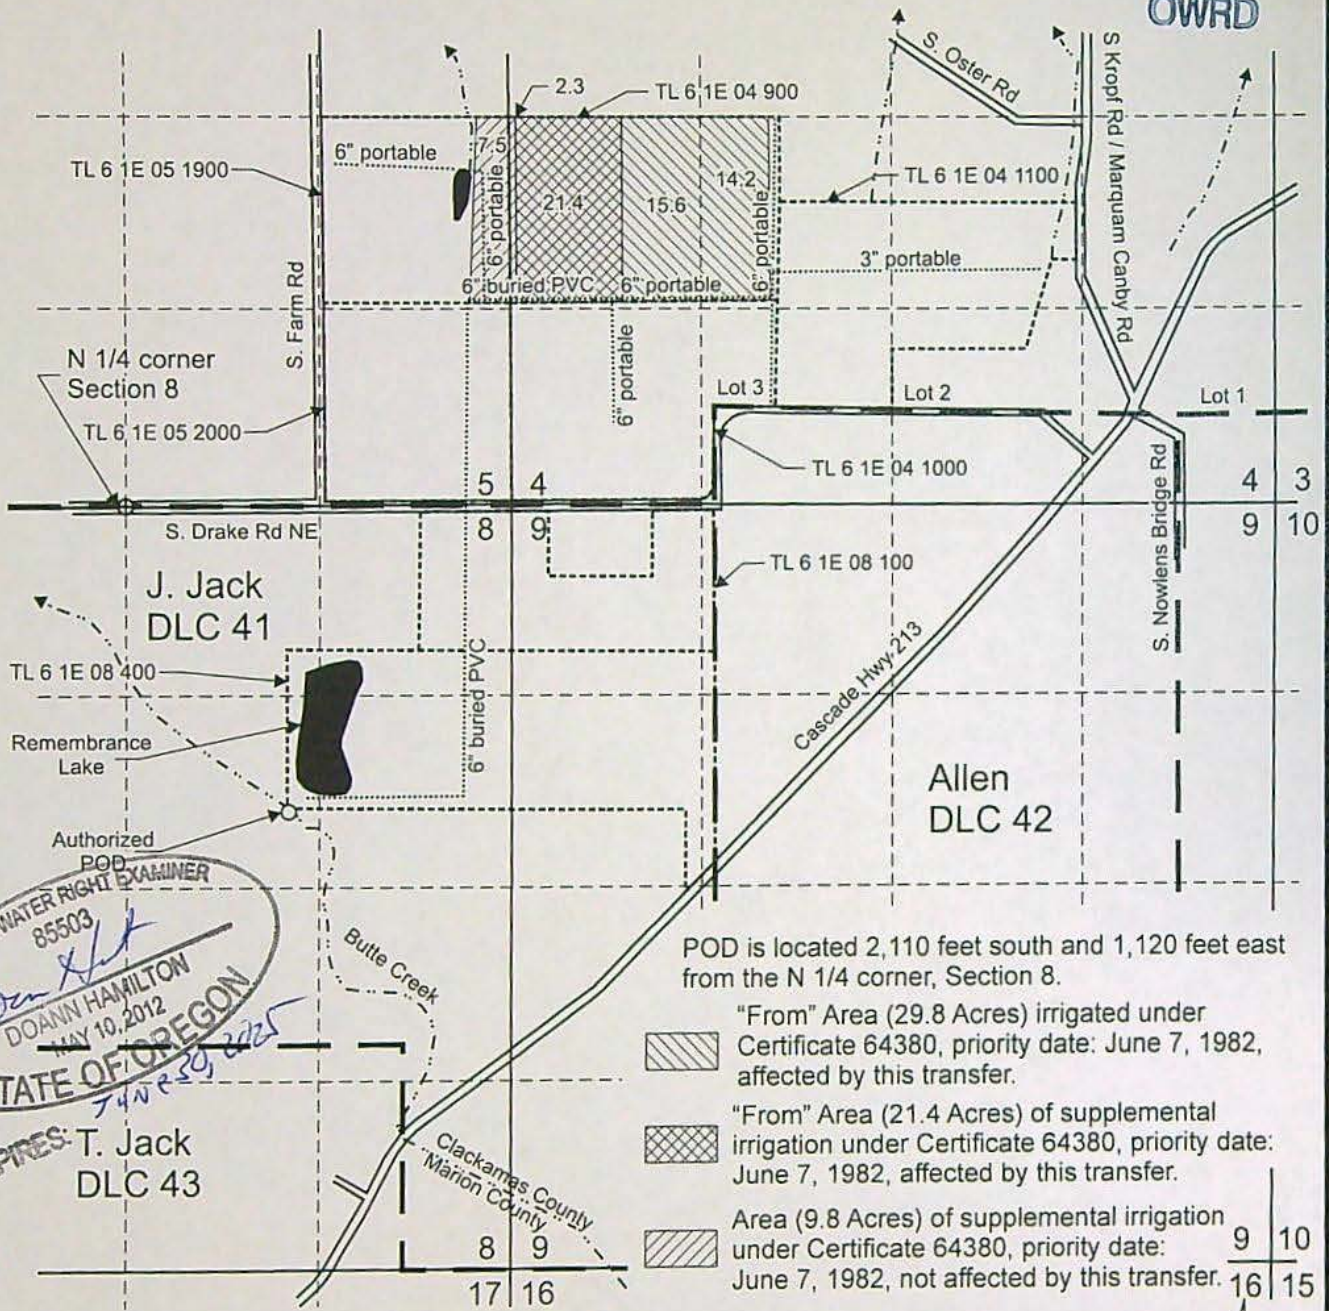 OWRD
S. Oster Rd
S Kropf Rd / Marquam Canby Rd
2.3
TL 6 1E 04 900
7.5
6" portable
TL 6 1E 05 1900
14.2
TL 6 1E 04 1100
21.4
15.6
6" portable
6" portable
3" portable
6" buried PVC
6" portable
S. Farm Rd
N 1/4 corner
Section 8
6" portable
Lot 3
Lot 2
Lot 1
TL 6 1E 05 2000
TL 6 1E 04 1000
5 4
4 3
S. Drake Rd NE
8 9
9 10
S. Nowlens Bridge Rd
TL 6 1E 08 100
J. Jack
DLC 41
TL 6 1E 08 400
6" buried PVC
Cascade Hwy 213
Remembrance
Lake
Allen
DLC 42
Authorized
POD
WATER RIGHT EXAMINER
85503
DOANN HAMILTON
MAY 10, 2012
STATE OF OREGON
EXPIRES: JUNE 30, 2025
Butte Creek
POD is located 2,110 feet south and 1,120 feet east
from the N 1/4 corner, Section 8.
"From" Area (29.8 Acres) irrigated under
Certificate 64380, priority date: June 7, 1982,
affected by this transfer.
"From" Area (21.4 Acres) of supplemental
irrigation under Certificate 64380, priority date:
June 7, 1982, affected by this transfer.
Area (9.8 Acres) of supplemental irrigation
under Certificate 64380, priority date:
June 7, 1982, not affected by this transfer.
T. Jack
DLC 43
Clackamas County
Marion County
8 9
17 16
9 10
16 15